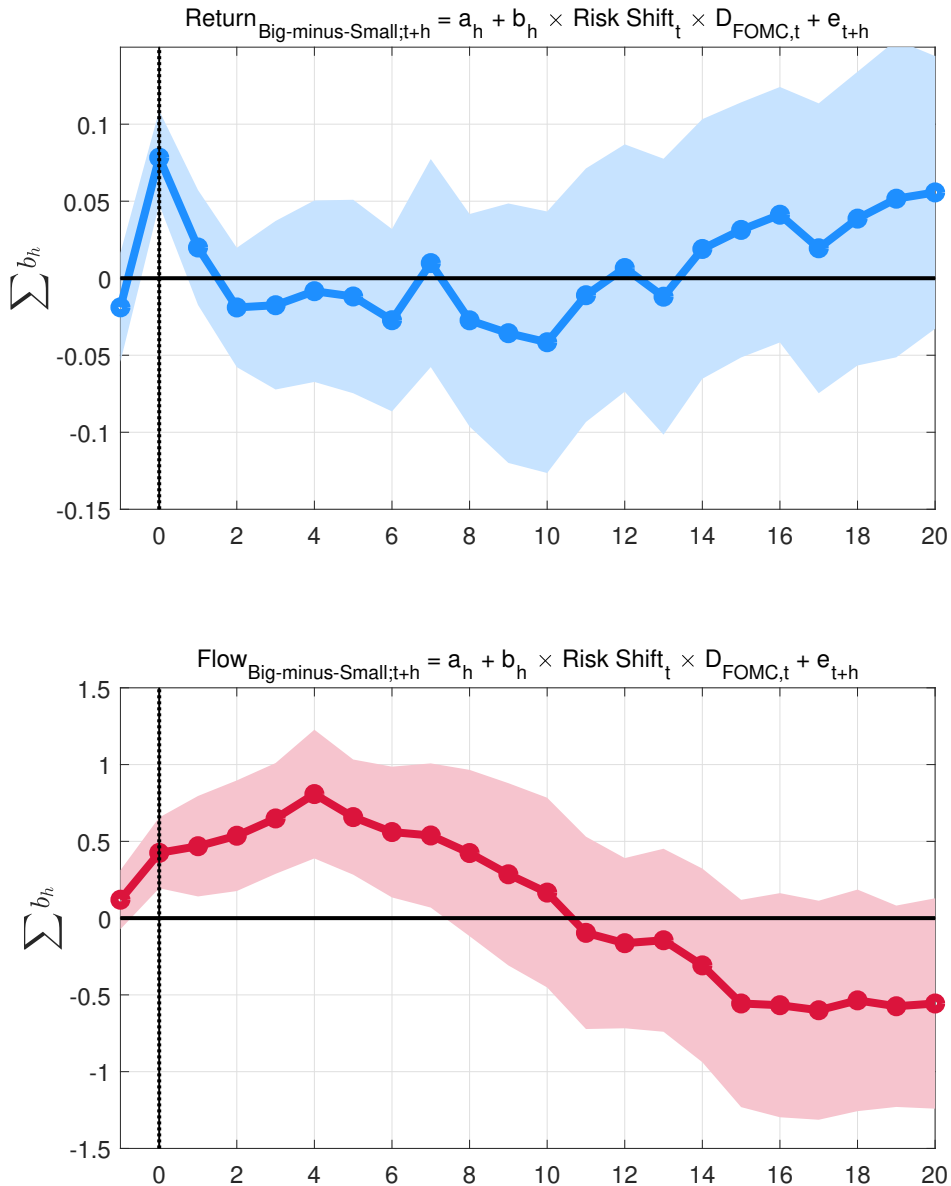 Return_Big-minus-Small;t+h = a_h + b_h × Risk Shift_t × D_FOMC,t + e_t+h
∑ b_h
0.1
0.05
0
-0.05
-0.1
-0.15
0 2 4 6 8 10 12 14 16 18 20
Flow_Big-minus-Small;t+h = a_h + b_h × Risk Shift_t × D_FOMC,t + e_t+h
∑ b_h
1.5
1
0.5
0
-0.5
-1
-1.5
0 2 4 6 8 10 12 14 16 18 20